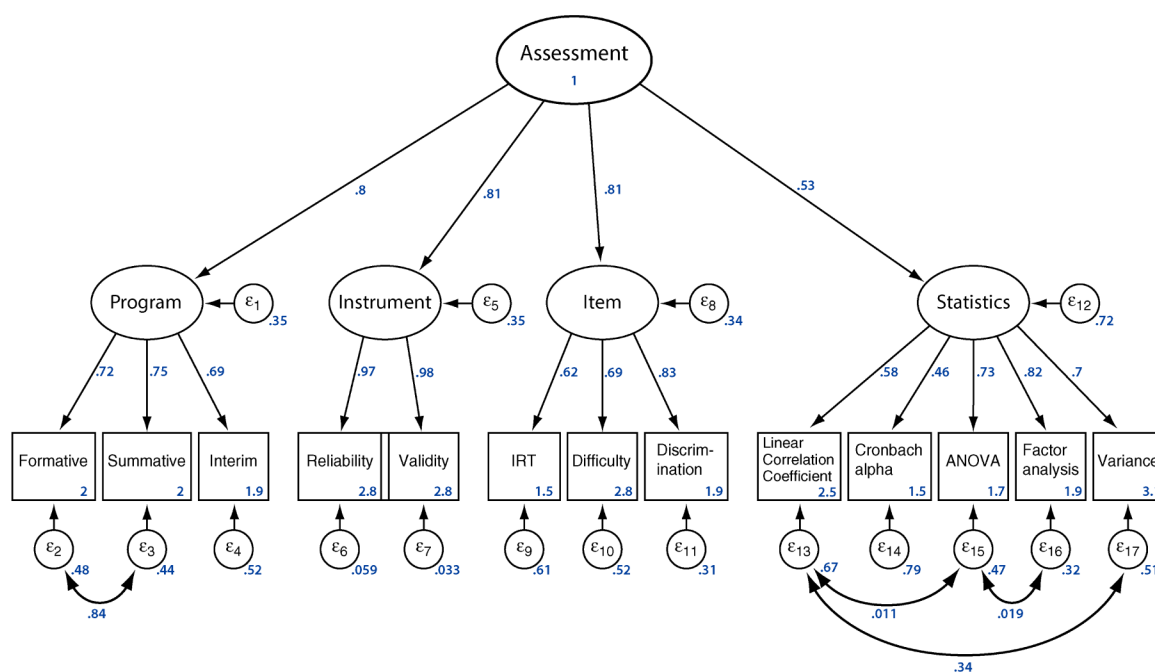 Assessment
1
.8
.81
.81
.53
Program
ε1
.35
Instrument
ε5
.35
Item
ε8
.34
Statistics
ε12
.72
.72
.75
.69
.97
.98
.62
.69
.83
.58
.46
.73
.82
.7
Formative
2
Summative
2
Interim
1.9
Reliability
2.8
Validity
2.8
IRT
1.5
Difficulty
2.8
Discrim-
ination
1.9
Linear
Correlation
Coefficient
2.5
Cronbach
alpha
1.5
ANOVA
1.7
Factor
analysis
1.9
Variance
ε2
.48
ε3
.44
ε4
.52
ε6
.059
ε7
.033
ε9
.61
ε10
.52
ε11
.31
ε13
.67
ε14
.79
ε15
.47
ε16
.32
ε17
.51
.84
.011
.019
.34